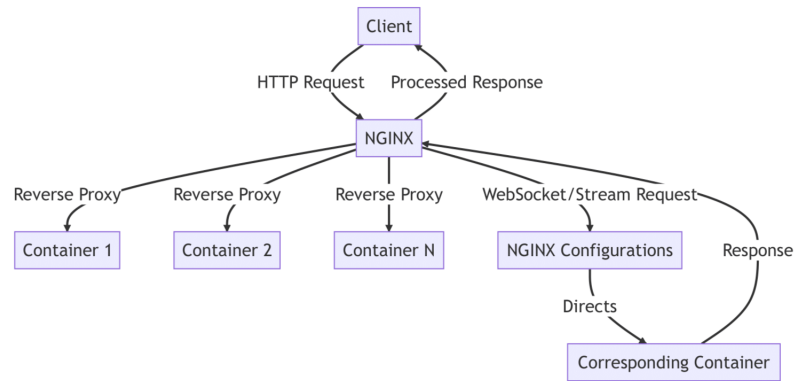 Client
HTTP Request
Processed Response
NGINX
Reverse Proxy
Reverse Proxy
Reverse Proxy
WebSocket/Stream Request
Container 1
Container 2
Container N
NGINX Configurations
Response
Directs
Corresponding Container